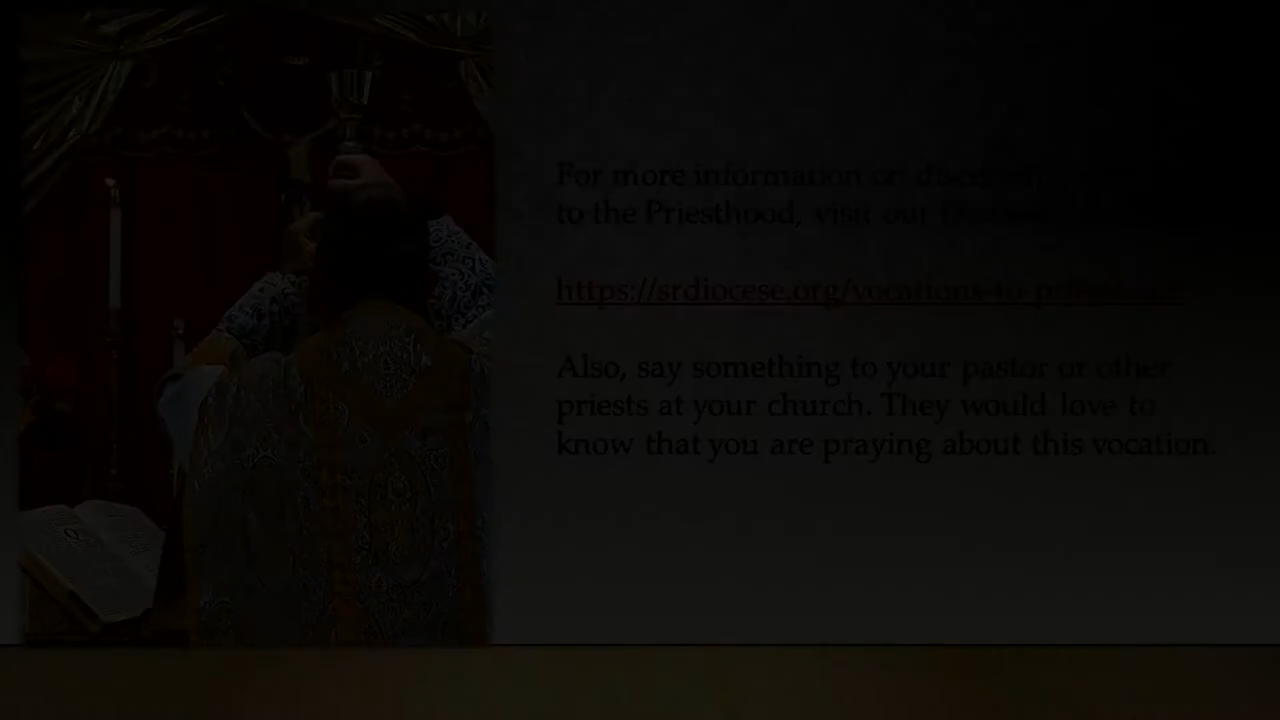 For more information on
to the Priesthood, visit our
https://srdiocese.org/vocations-to-
Also, say something to your pastor or other
priests at your church. They would love to
know that you are praying about this vocation.